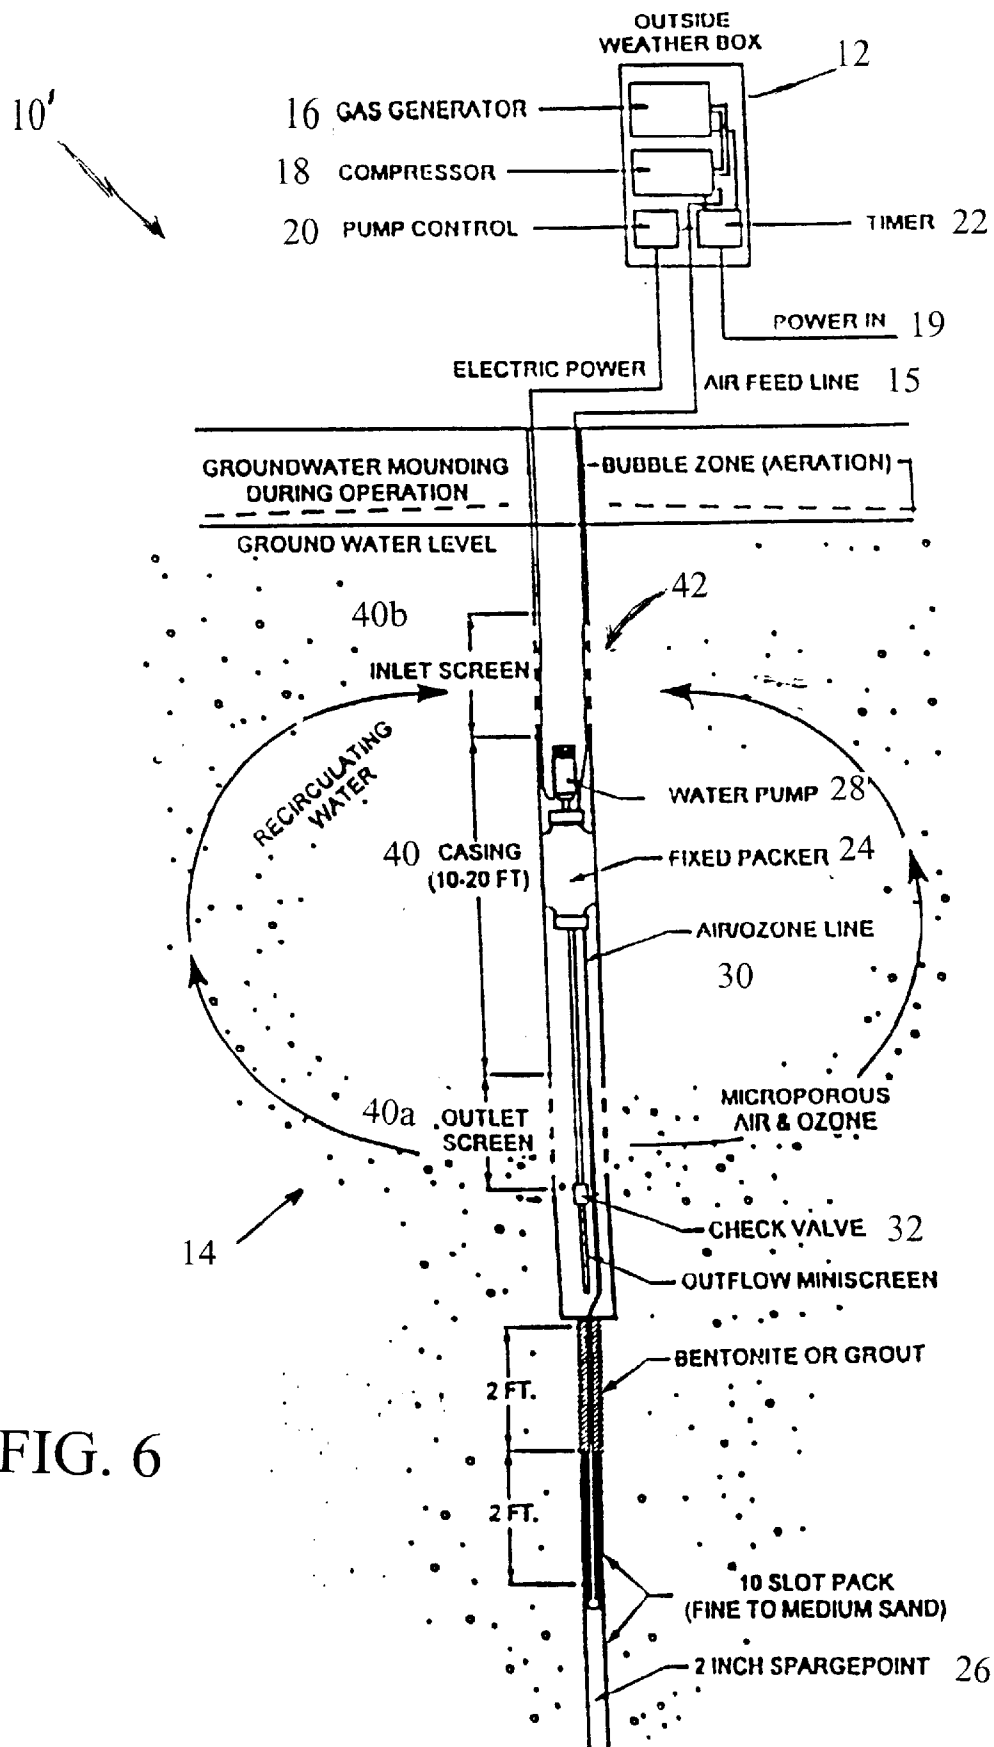 OUTSIDE
WEATHER BOX
12
10'
16 GAS GENERATOR
18 COMPRESSOR
20 PUMP CONTROL
TIMER 22
POWER IN 19
ELECTRIC POWER
AIR FEED LINE 15
GROUNDWATER MOUNDING
DURING OPERATION
BUBBLE ZONE (AERATION)
GROUND WATER LEVEL
42
40b
INLET SCREEN
RECIRCULATING
WATER
WATER PUMP 28
40 CASING
(10-20 FT)
FIXED PACKER 24
AIR/OZONE LINE
30
MICROPOROUS
AIR & OZONE
40a
OUTLET
SCREEN
14
CHECK VALVE 32
OUTFLOW MINISCREEN
BENTONITE OR GROUT
2 FT.
FIG. 6
2 FT.
10 SLOT PACK
(FINE TO MEDIUM SAND)
2 INCH SPARGEPOINT 26